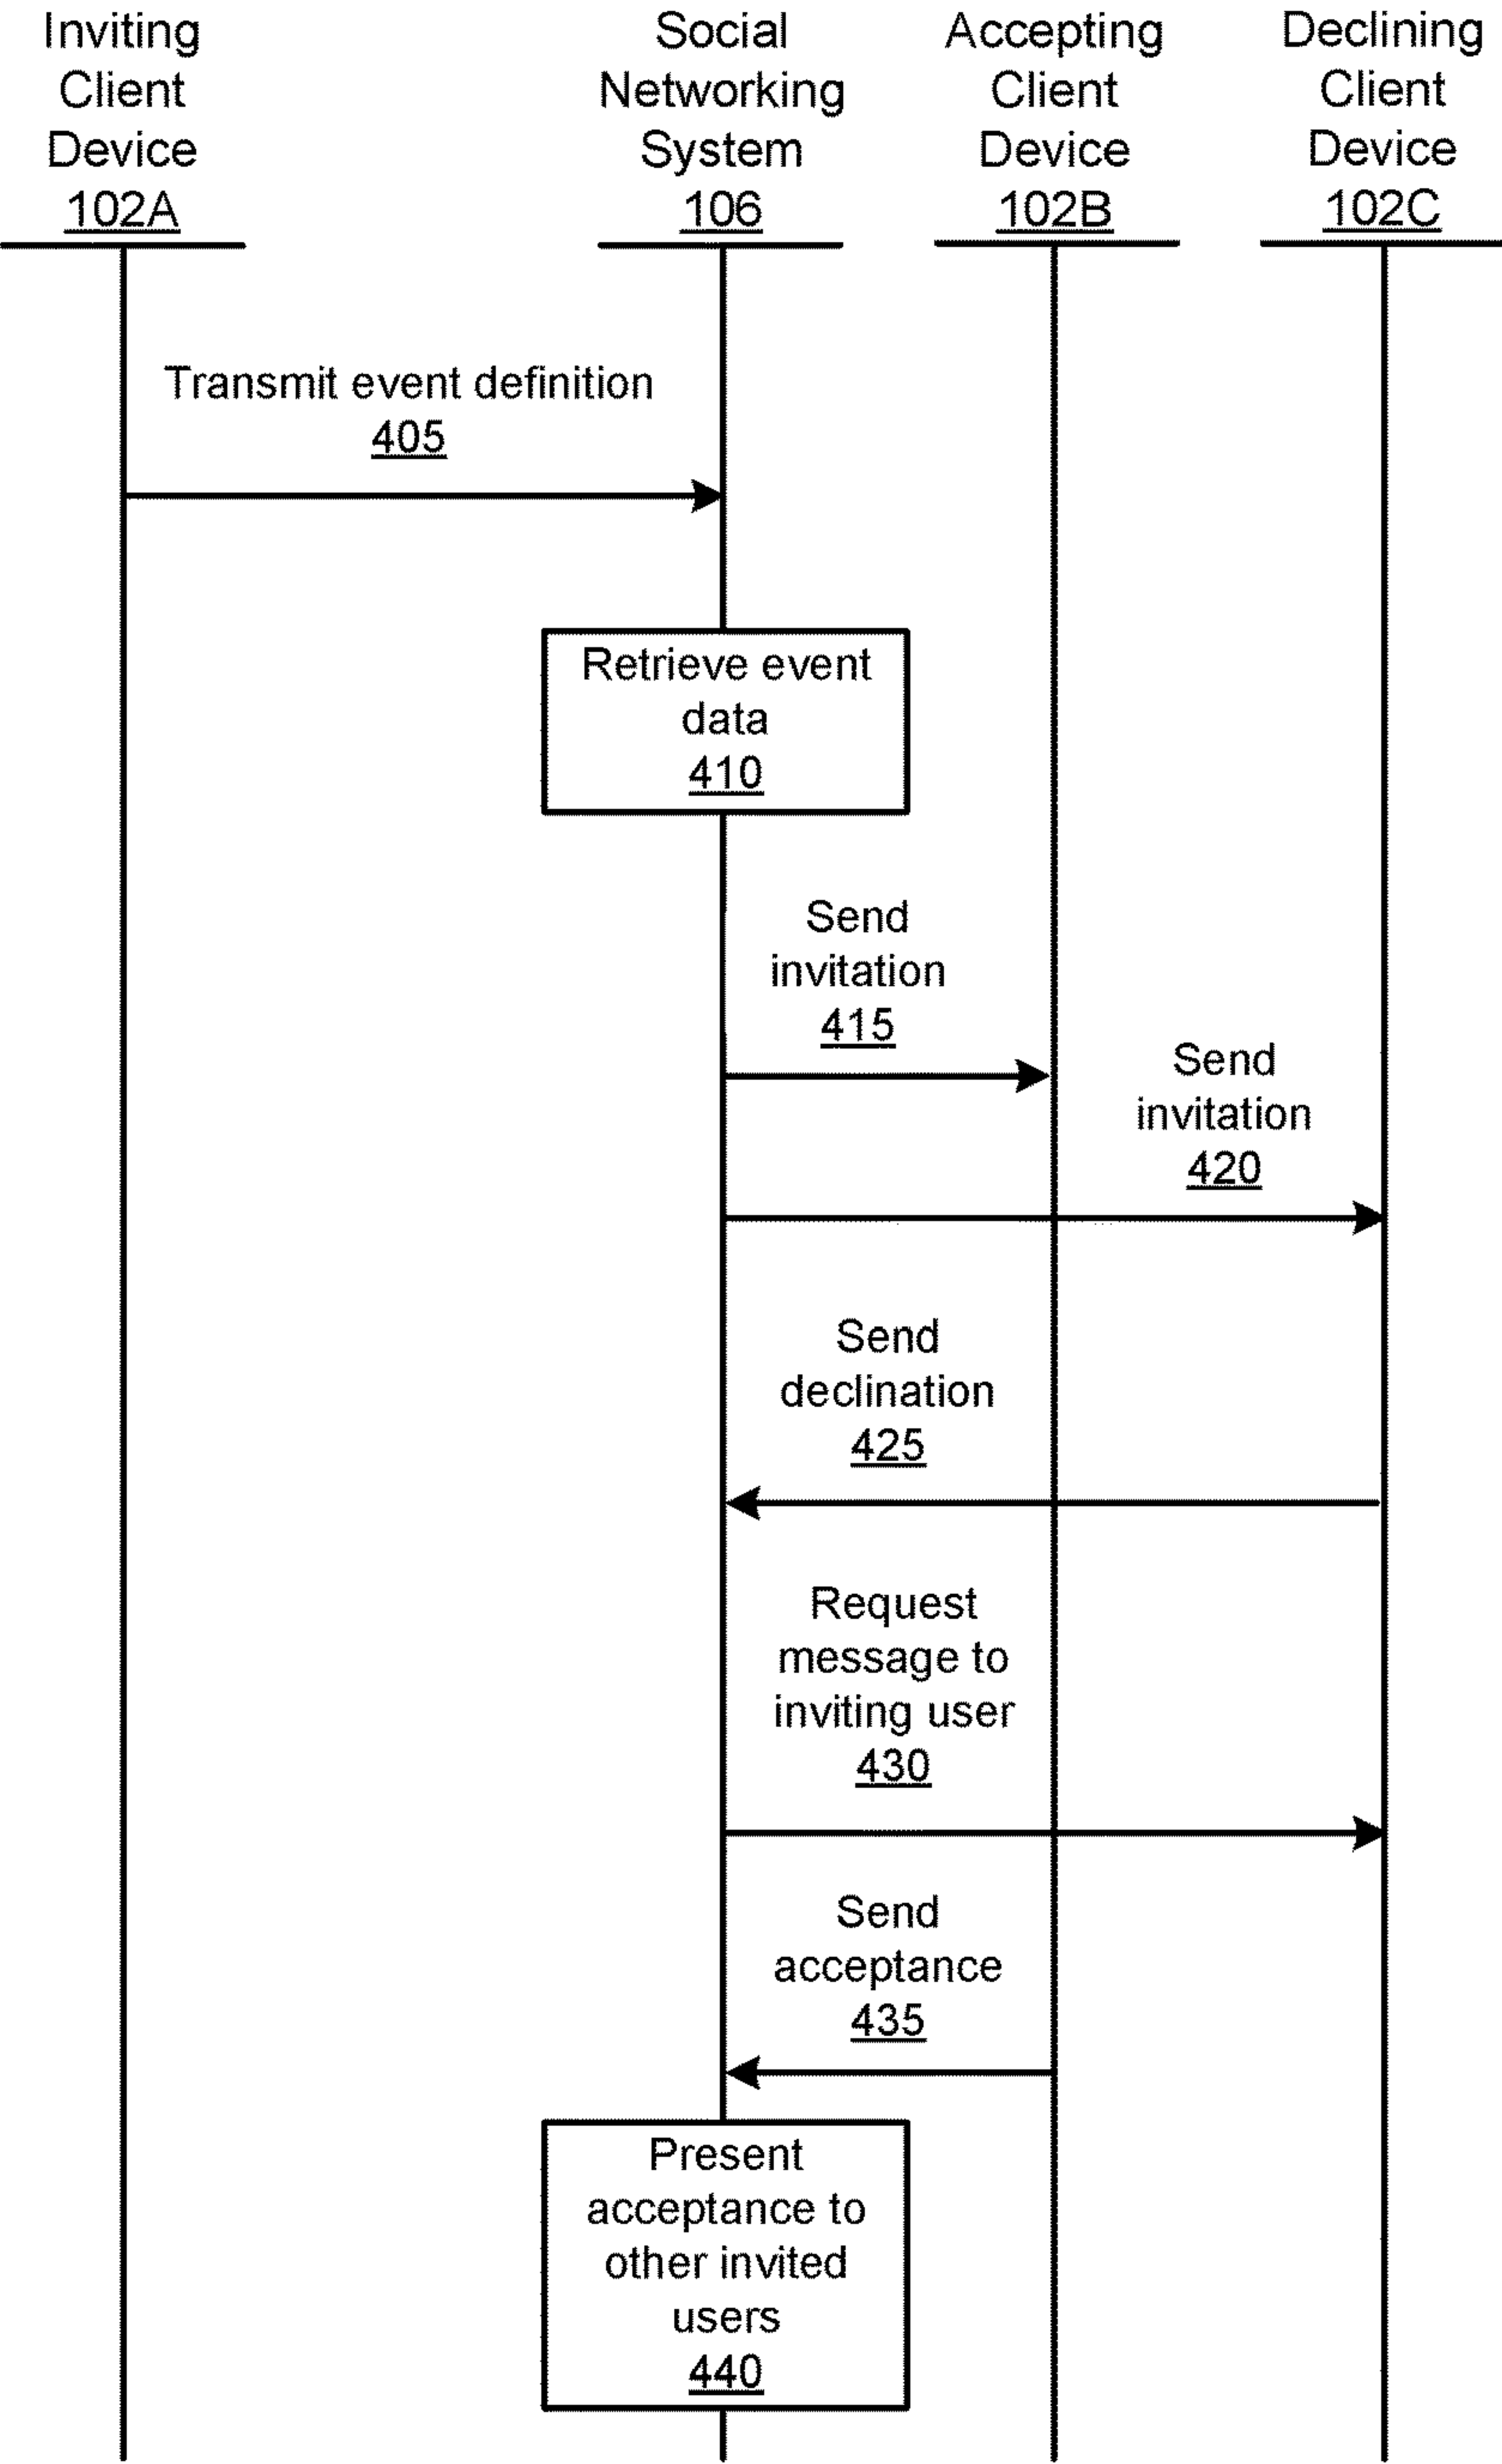 Inviting
Client
Device
102A
Social
Networking
System
106
Accepting
Client
Device
102B
Declining
Client
Device
102C
Transmit event definition
405
Retrieve event
data
410
Send
invitation
415
Send
invitation
420
Send
declination
425
Request
message to
inviting user
430
Send
acceptance
435
Present
acceptance to
other invited
users
440